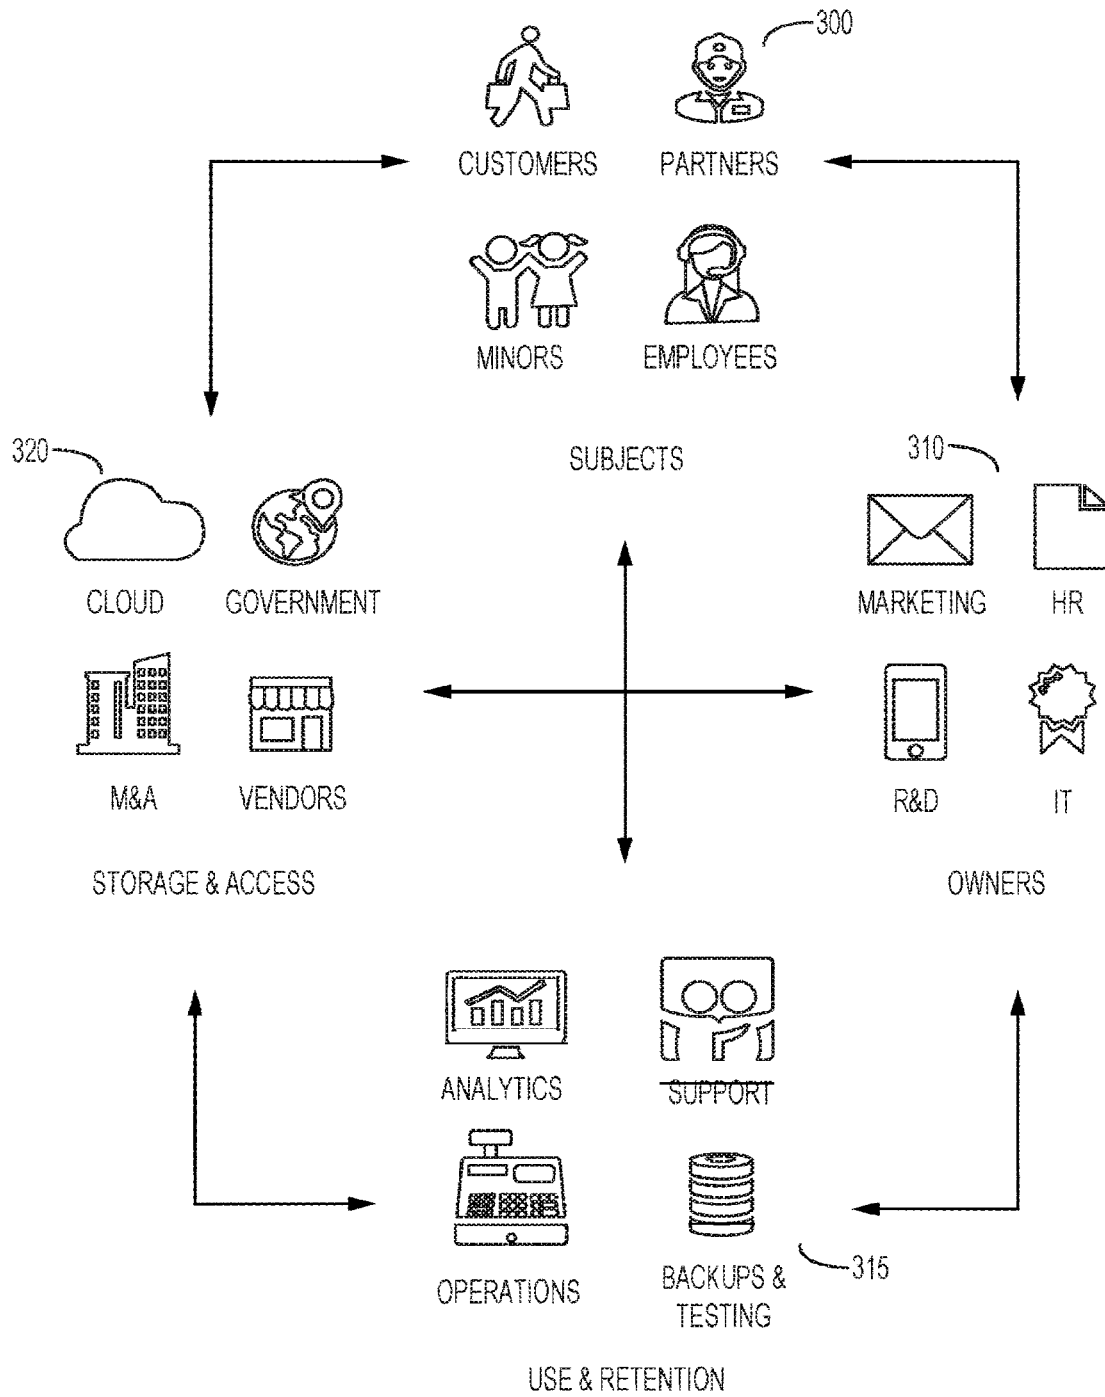 300
CUSTOMERS
PARTNERS
MINORS
EMPLOYEES
SUBJECTS
320
CLOUD
GOVERNMENT
M&A
VENDORS
STORAGE & ACCESS
310
MARKETING
HR
R&D
IT
OWNERS
ANALYTICS
SUPPORT
OPERATIONS
BACKUPS &
TESTING
315
USE & RETENTION